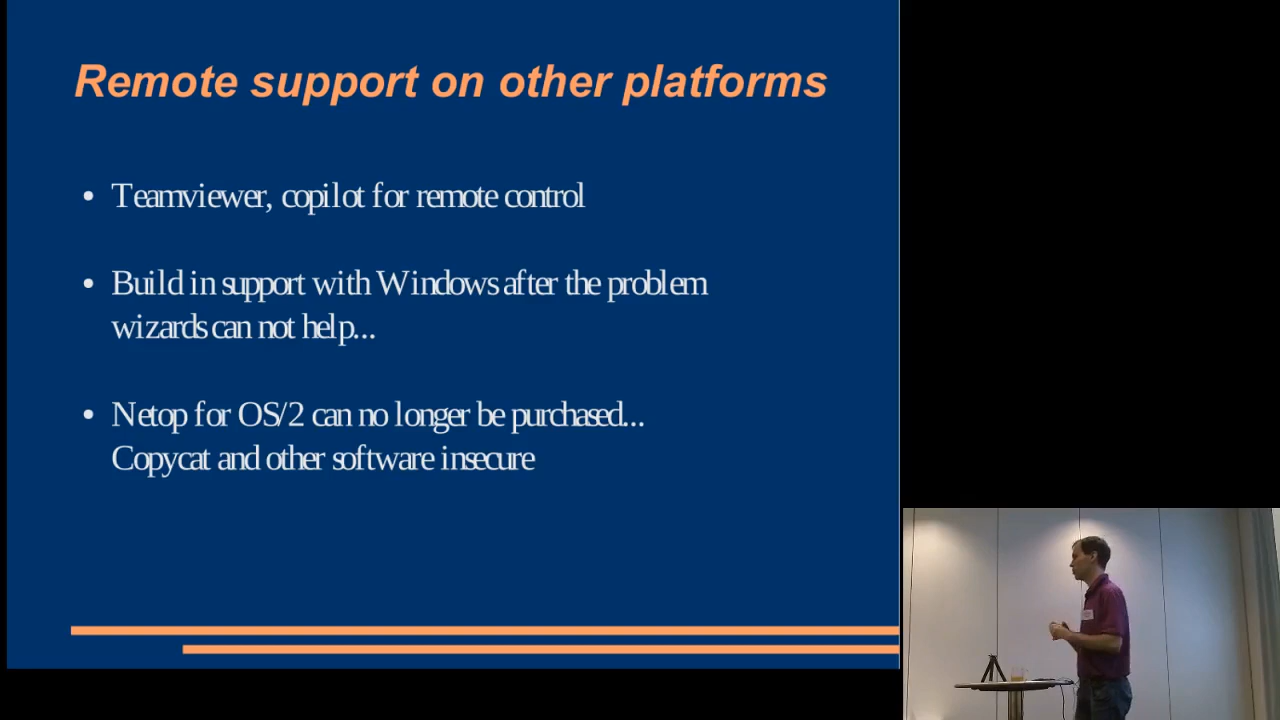 Remote support on other platforms
• Teamviewer, copilot for remote control
• Build in support with Windows after the problem
wizards can not help...
• Netop for OS/2 can no longer be purchased...
Copycat and other software insecure